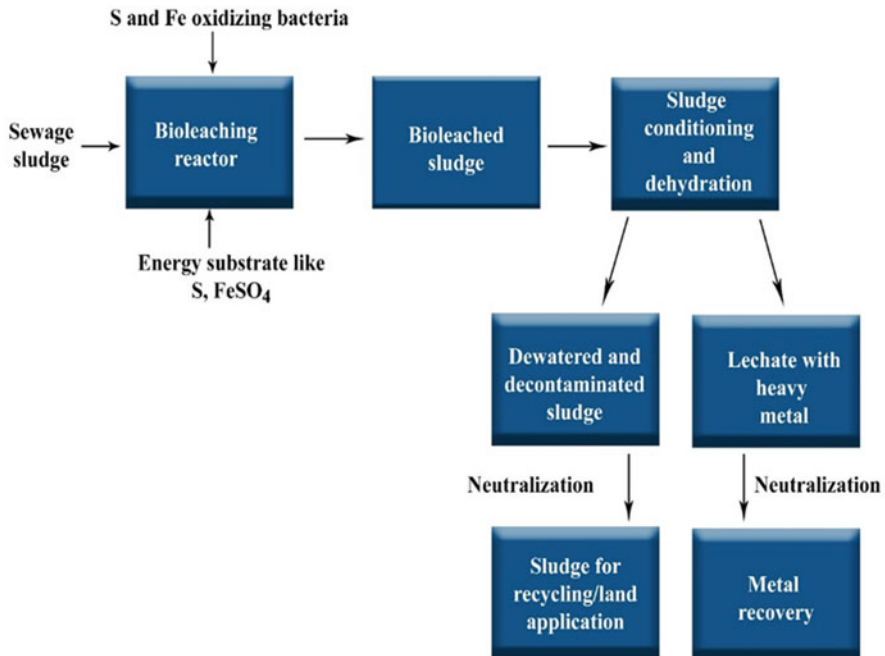 S and Fe oxidizing bacteria
Sewage
sludge
Bioleaching
reactor
Bioleached
sludge
Sludge
conditioning
and
dehydration
Energy substrate like
S, FeSO₄
Dewatered and
decontaminated
sludge
Lechate with
heavy
metal
Neutralization
Neutralization
Sludge for
recycling/land
application
Metal
recovery